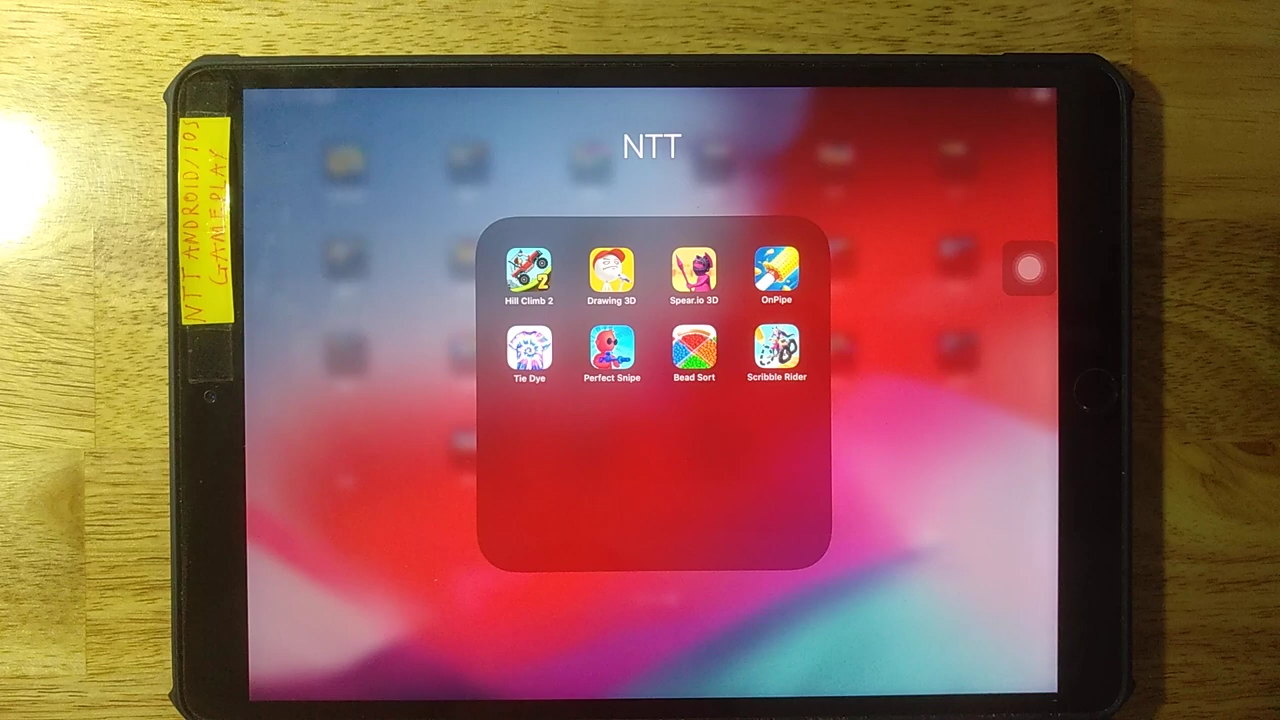 NTT ANDROID/IOS
GAMEPLAY
NTT
2
Hill Climb 2
Drawing 3D
Spear.io 3D
OnPipe
Tie Dye
Perfect Snipe
Bead Sort
Scribble Rider